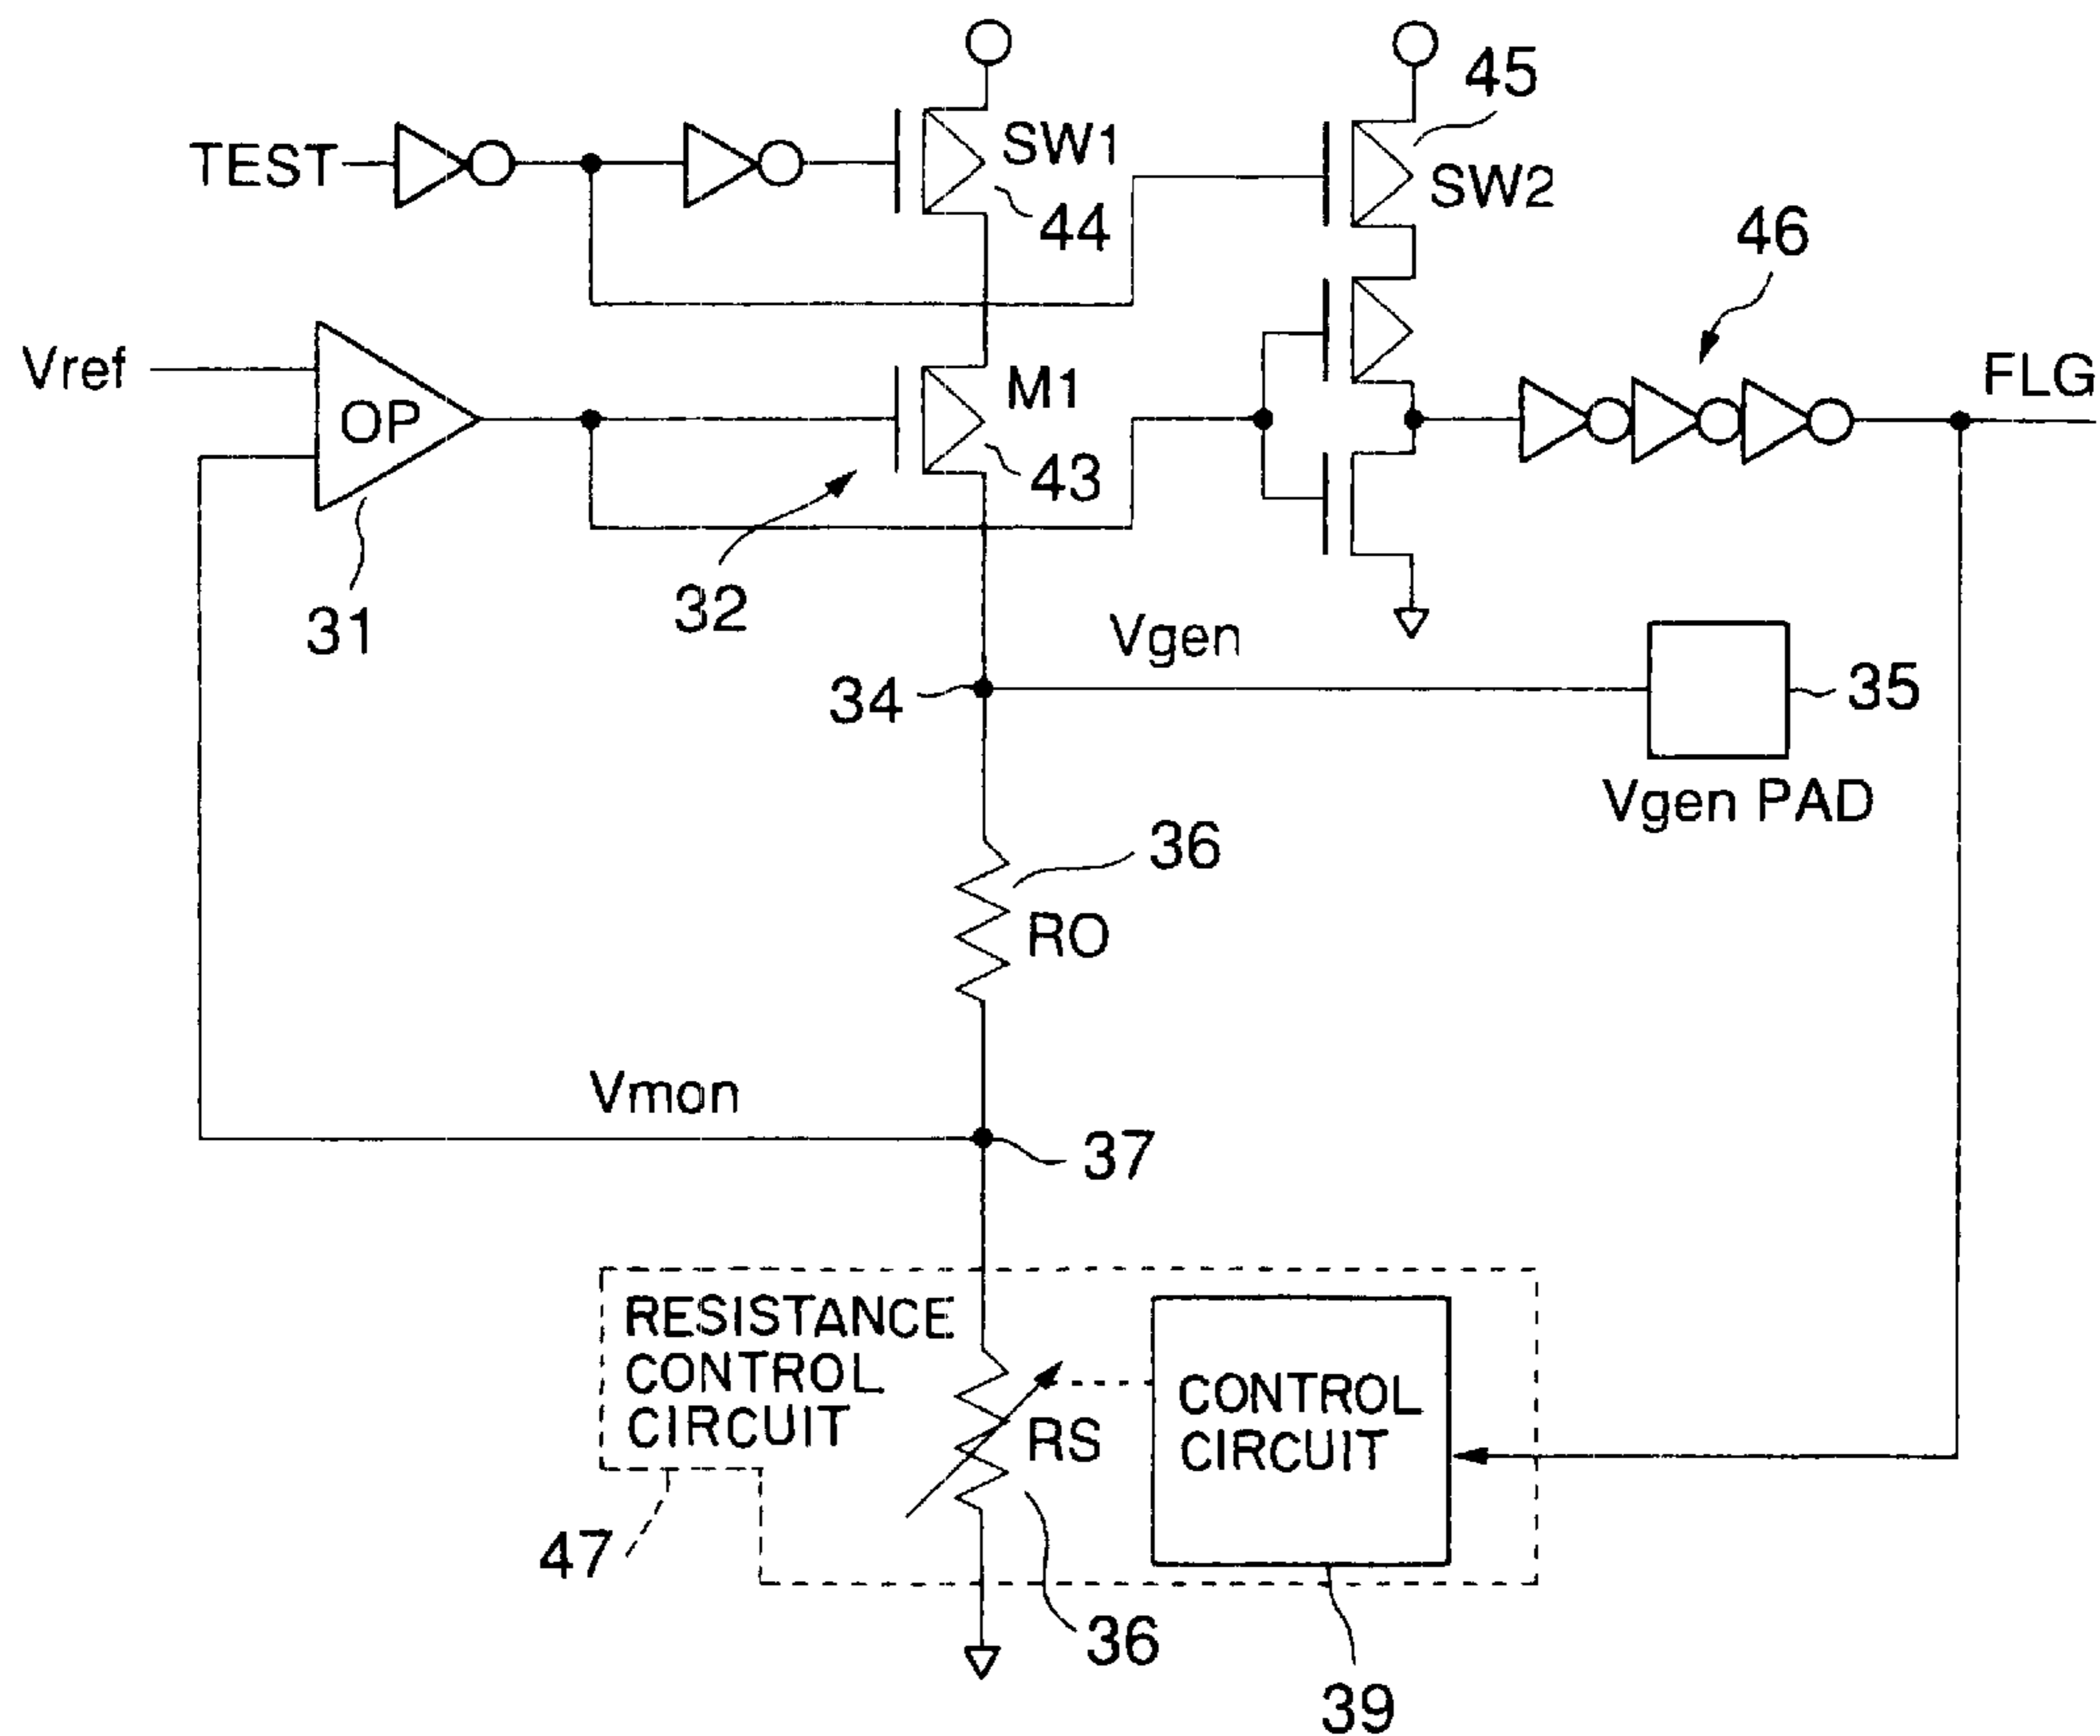 45
TEST
SW1
SW2
44
46
Vref
OP
M1
FLG
43
32
31
Vgen
34
35
Vgen PAD
36
RO
Vmon
37
RESISTANCE
CONTROL
CIRCUIT
RS
CONTROL
CIRCUIT
47
36
39